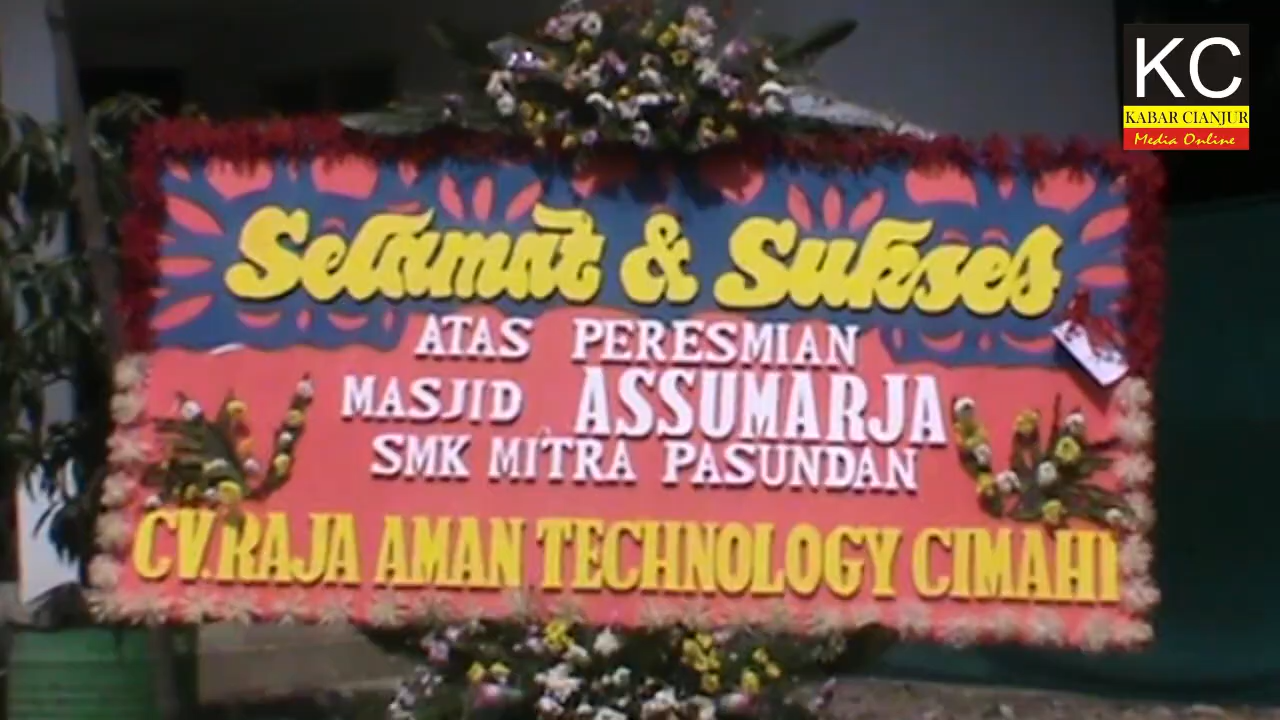 KC
KABAR CIANJUR
Media Online
Selamat & Sukses
ATAS PERESMIAN
MASJID ASSUMARJA
SMK MITRA PASUNDAN
CV.RAJA AMAN TECHNOLOGY CIMAHI